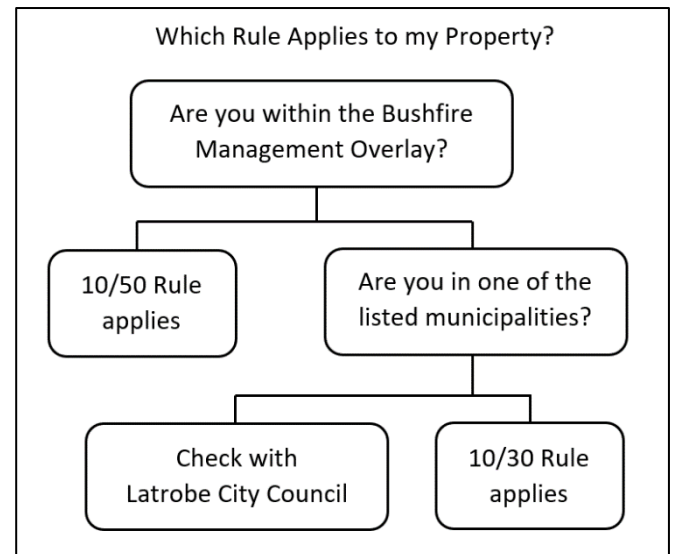 Which Rule Applies to my Property?
Are you within the Bushfire
Management Overlay?
10/50 Rule
applies
Are you in one of the
listed municipalities?
Check with
Latrobe City Council
10/30 Rule
applies